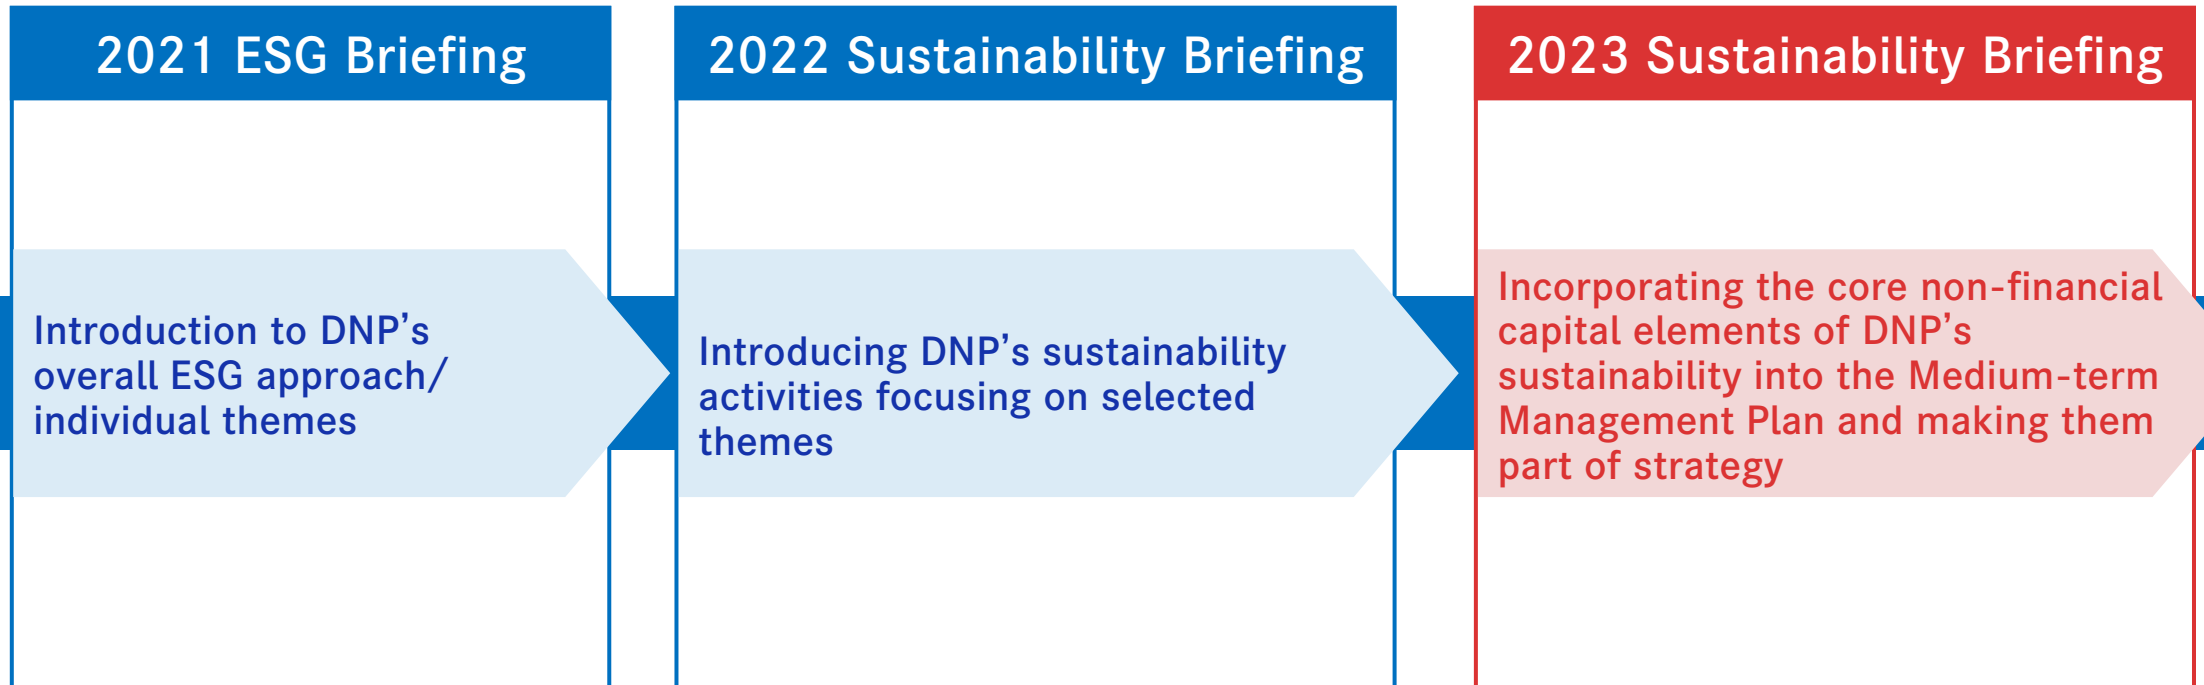 2021 ESG Briefing
Introduction to DNP’s
overall ESG approach/
individual themes
2022 Sustainability Briefing
Introducing DNP’s sustainability
activities focusing on selected
themes
2023 Sustainability Briefing
Incorporating the core non-financial
capital elements of DNP’s
sustainability into the Medium-term
Management Plan and making them
part of strategy